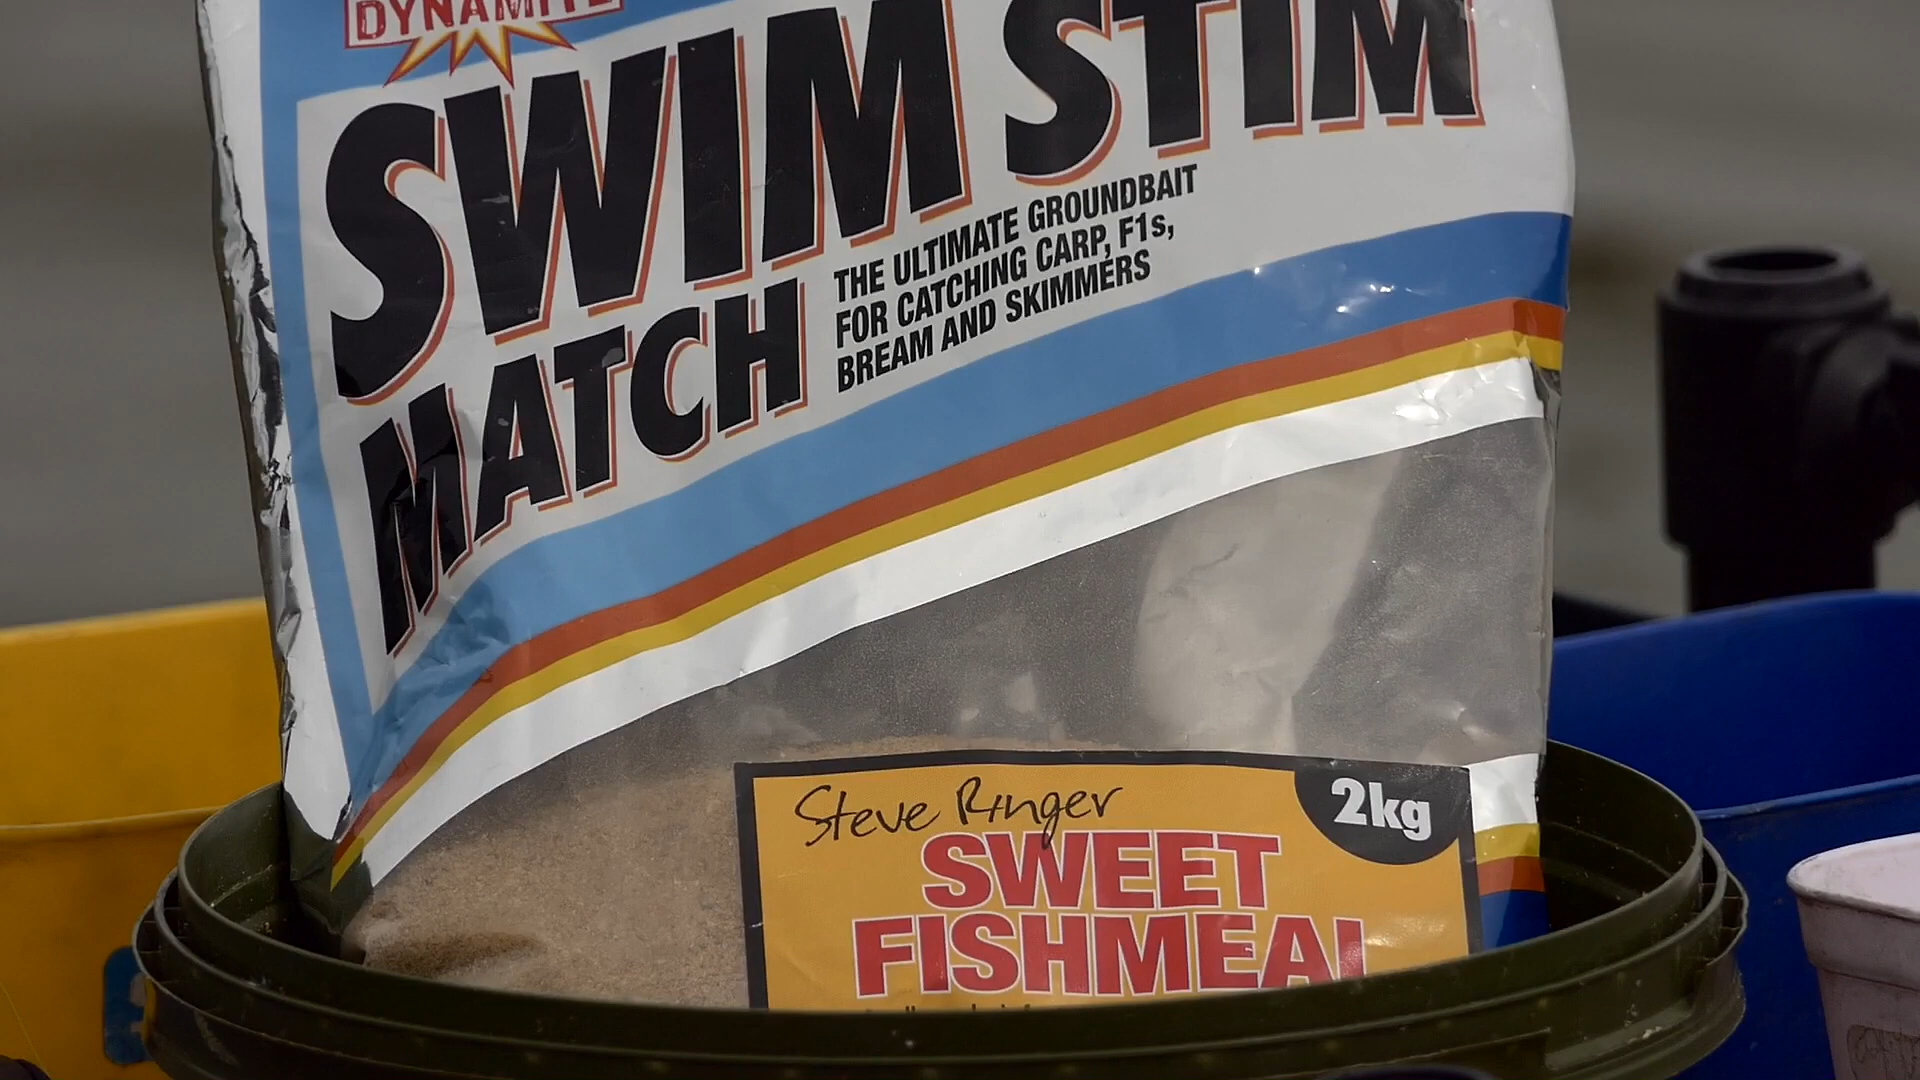 DYNAMITE
SWIM STIM
MATCH
THE ULTIMATE GROUNDBAIT
FOR CATCHING CARP, F1s,
BREAM AND SKIMMERS
Steve Ringer
2kg
SWEET
FISHMEAL